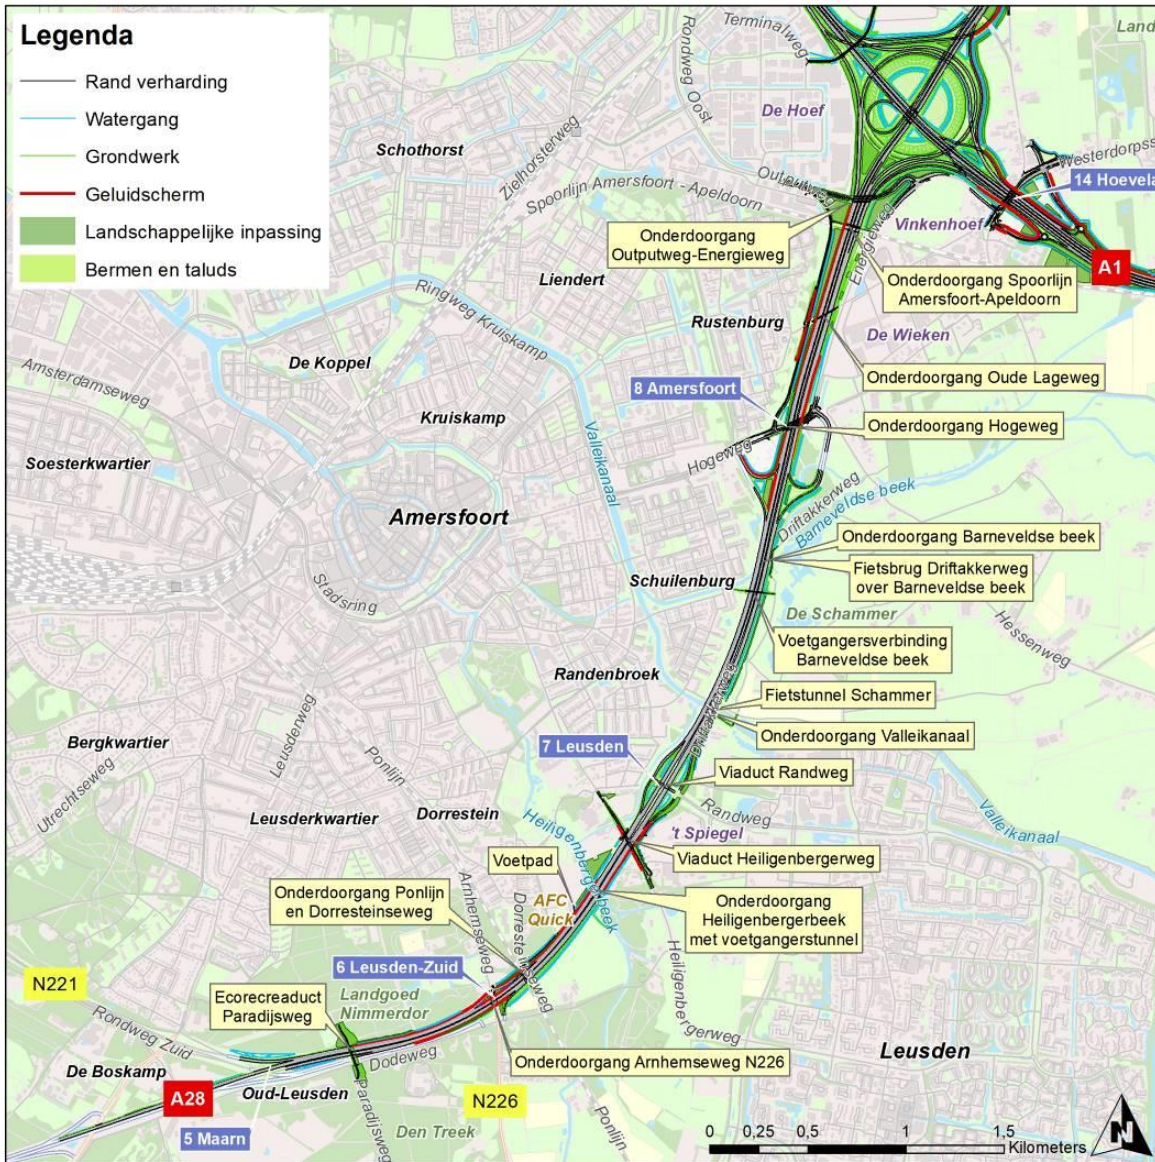 Legenda
Rand verharding
Watergang
Grondwerk
Geluidscherm
Landschappelijke inpassing
Bermen en taluds
Terminalweg
Rondweg Oost
Land
De Hoef
Schothorst
Zielhorsterweg
Outputweg
Westerdorpss
14 Hoevela
Spoorlijn Amersfoort - Apeldoorn
Energieweg
Vinkenhoef
Onderdoorgang
Outputweg-Energieweg
A1
Liendert
Onderdoorgang Spoorlijn
Amersfoort-Apeldoorn
Ringweg Kruiskamp
Rustenburg
De Wieken
De Koppel
Amsterdamseweg
Onderdoorgang Oude Lageweg
8 Amersfoort
Kruiskamp
Onderdoorgang Hogeweg
Valleikanaal
Hogeweg
Soesterkwartier
Driftakkerweg
Barneveldse beek
Amersfoort
Onderdoorgang Barneveldse beek
Fietsbrug Driftakkerweg
over Barneveldse beek
Schuilenburg
Stadsring
De Schammer
Hessenweg
Voetgangersverbinding
Barneveldse beek
Randenbroek
Driftakkerweg
Fietstunnel Schammer
Leusderweg
Onderdoorgang Valleikanaal
Bergkwartier
7 Leusden
Ponlijn
Viaduct Randweg
Utrechtseweg
Randweg
Valleikanaal
Dorrestein
Leusderkwartier
Heiligenbergerbeek
't Spiegel
Voetpad
Viaduct Heiligenbergerweg
Onderdoorgang Ponlijn
en Dorresteinseweg
Arnhemseweg
Dorresteinseweg
AFC
Quick
Onderdoorgang
Heiligenbergerbeek
met voetgangerstunnel
6 Leusden-Zuid
N221
Landgoed
Nimmerdor
Ecorecreaduct
Paradijsweg
Heiligenbergerweg
Rondweg Zuid
Dodeweg
Leusden
Onderdoorgang Arnhemseweg N226
De Boskamp
Oud-Leusden
A28
N226
Paradijsweg
5 Maarn
Den Treek
Ponlijn
0 0,25 0,5 1 1,5
Kilometers
N